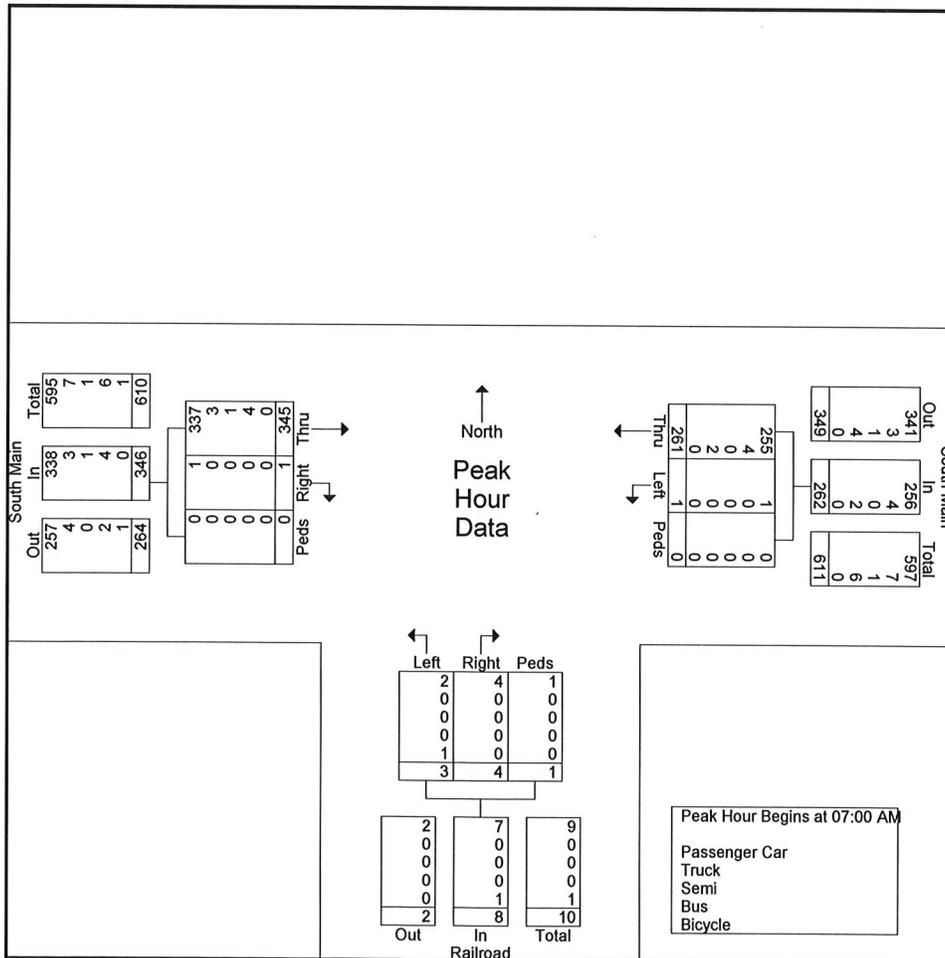 South Main
Out In Total
257 338 595
4 3 7
0 1 1
2 4 6
1 0 1
264 346 610
337 1 0
3 0 0
1 0 0
4 0 0
0 0 0
345 1 0
Thru Right Peds
North
Peak
Hour
Data
South Main
Out In Total
341 256 597
3 4 7
1 0 1
4 2 6
0 0 0
349 262 611
255 1 0
4 0 0
0 0 0
2 0 0
0 0 0
261 1 0
Thru Left Peds
Left Right Peds
2 4 1
0 0 0
0 0 0
0 0 0
1 0 0
3 4 1
2 7 9
0 0 0
0 0 0
0 0 0
0 1 1
2 8 10
Out In Total
Railroad
Peak Hour Begins at 07:00 AM
Passenger Car
Truck
Semi
Bus
Bicycle